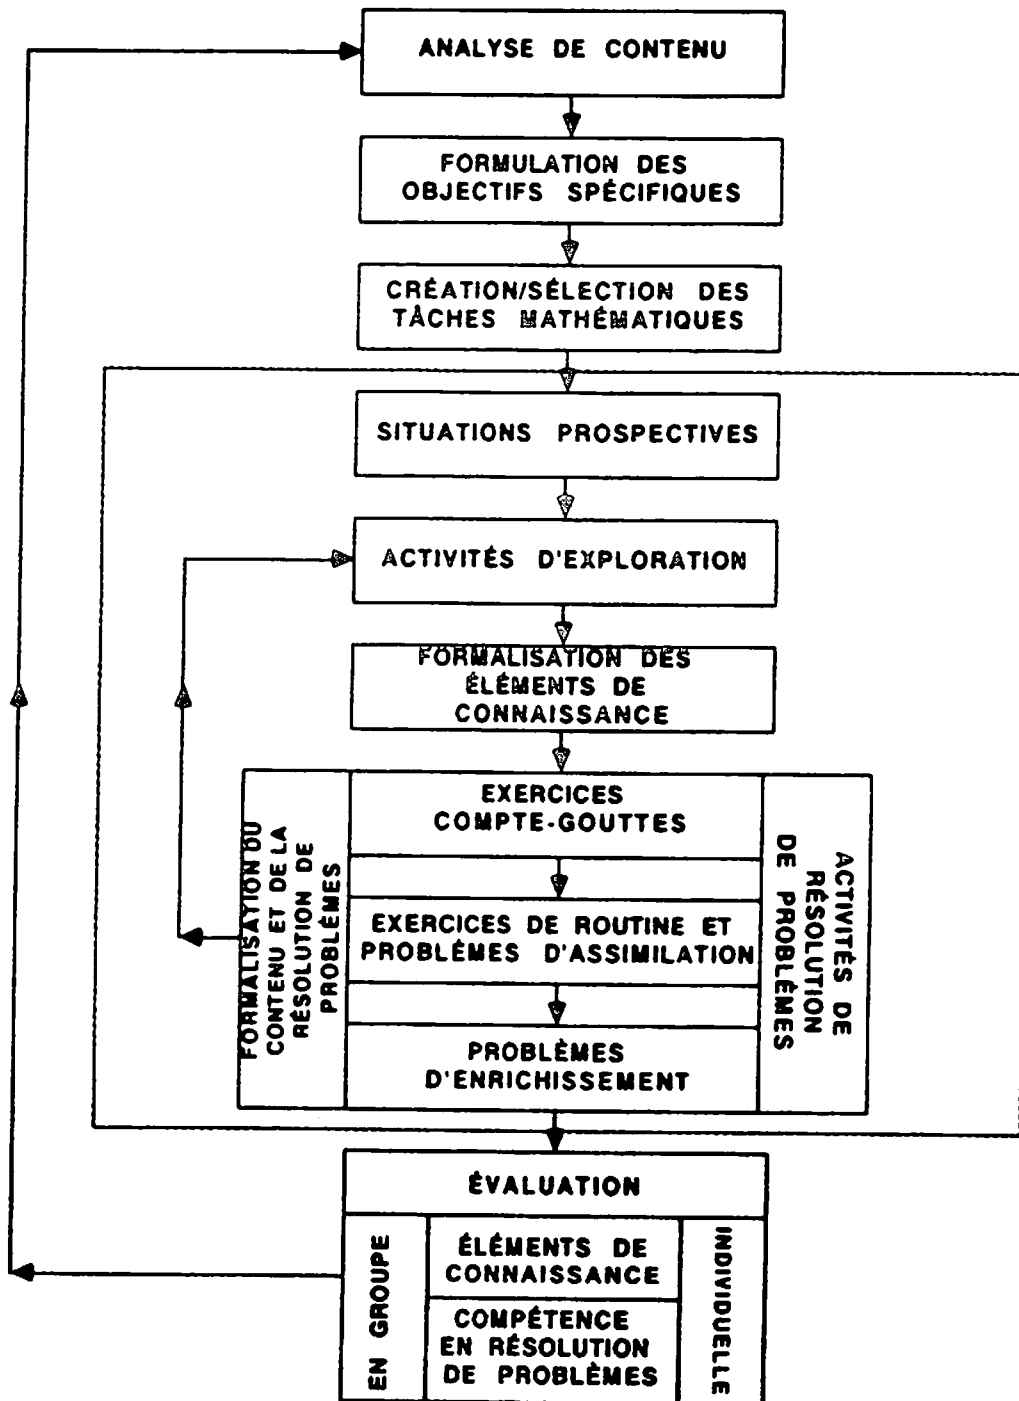 ANALYSE DE CONTENU
FORMULATION DES
OBJECTIFS SPÉCIFIQUES
CRÉATION/SÉLECTION DES
TÂCHES MATHÉMATIQUES
SITUATIONS PROSPECTIVES
ACTIVITÉS D'EXPLORATION
FORMALISATION DES
ÉLÉMENTS DE
CONNAISSANCE
FORMALISATION DU
CONTENU ET DE LA
RÉSOLUTION DE
PROBLÈMES
EXERCICES
COMPTE-GOUTTES
EXERCICES DE ROUTINE ET
PROBLÈMES D'ASSIMILATION
PROBLÈMES
D'ENRICHISSEMENT
ACTIVITÉS DE
RÉSOLUTION
DE PROBLÈMES
ÉVALUATION
EN GROUPE
ÉLÉMENTS DE
CONNAISSANCE
COMPÉTENCE
EN RÉSOLUTION
DE PROBLÈMES
INDIVIDUELLE